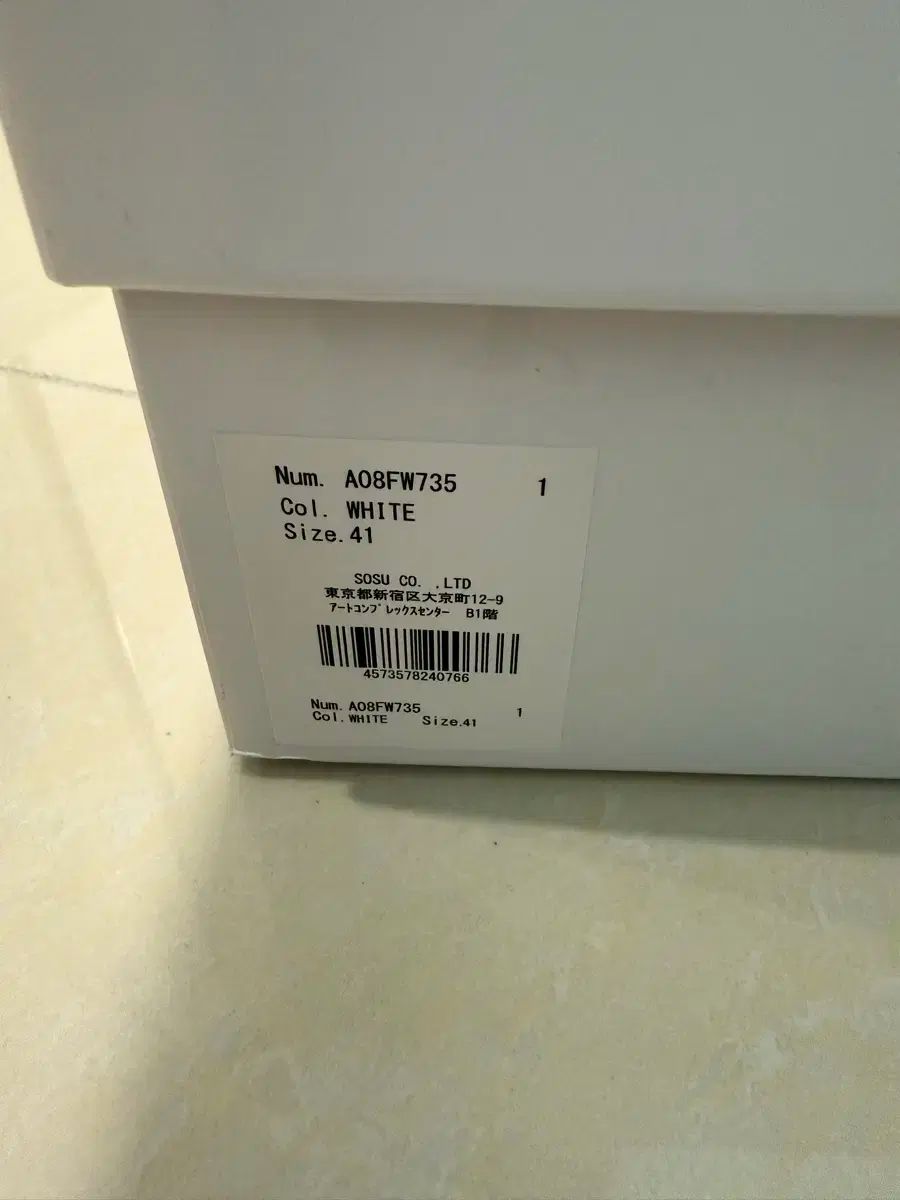 Num. A08FW735 1
Col. WHITE
Size.41
SOSU CO. ,LTD
東京都新宿区大京町12-9
アートコンプレックスセンター B1階
4573578240766
Num. A08FW735 1
Col. WHITE Size.41